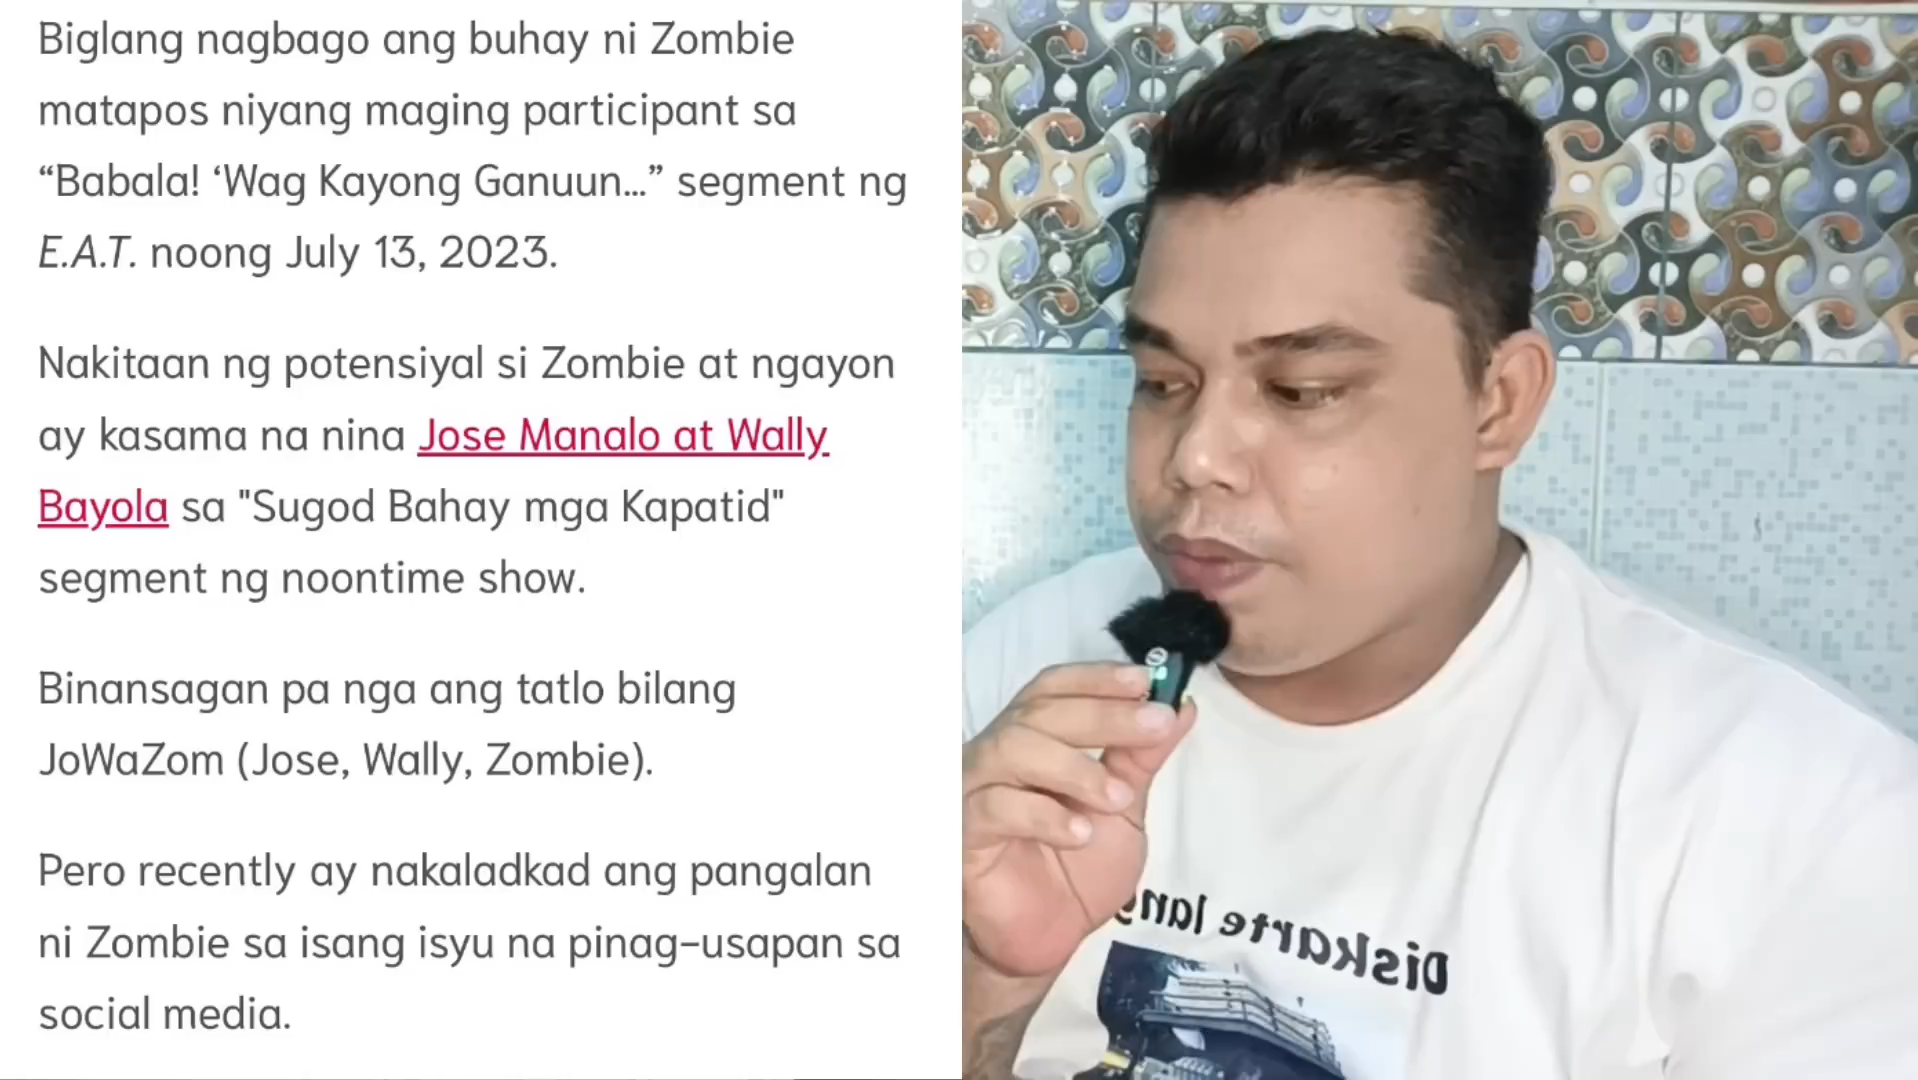 Biglang nagbago ang buhay ni Zombie
matapos niyang maging participant sa
“Babala! ‘Wag Kayong Ganuun…” segment ng
E.A.T. noong July 13, 2023.
Nakitaan ng potensiyal si Zombie at ngayon
ay kasama na nina Jose Manalo at Wally
Bayola sa "Sugod Bahay mga Kapatid"
segment ng noontime show.
Binansagan pa nga ang tatlo bilang
JoWaZom (Jose, Wally, Zombie).
Pero recently ay nakaladkad ang pangalan
ni Zombie sa isang isyu na pinag-usapan sa
social media.
Diskarte lang